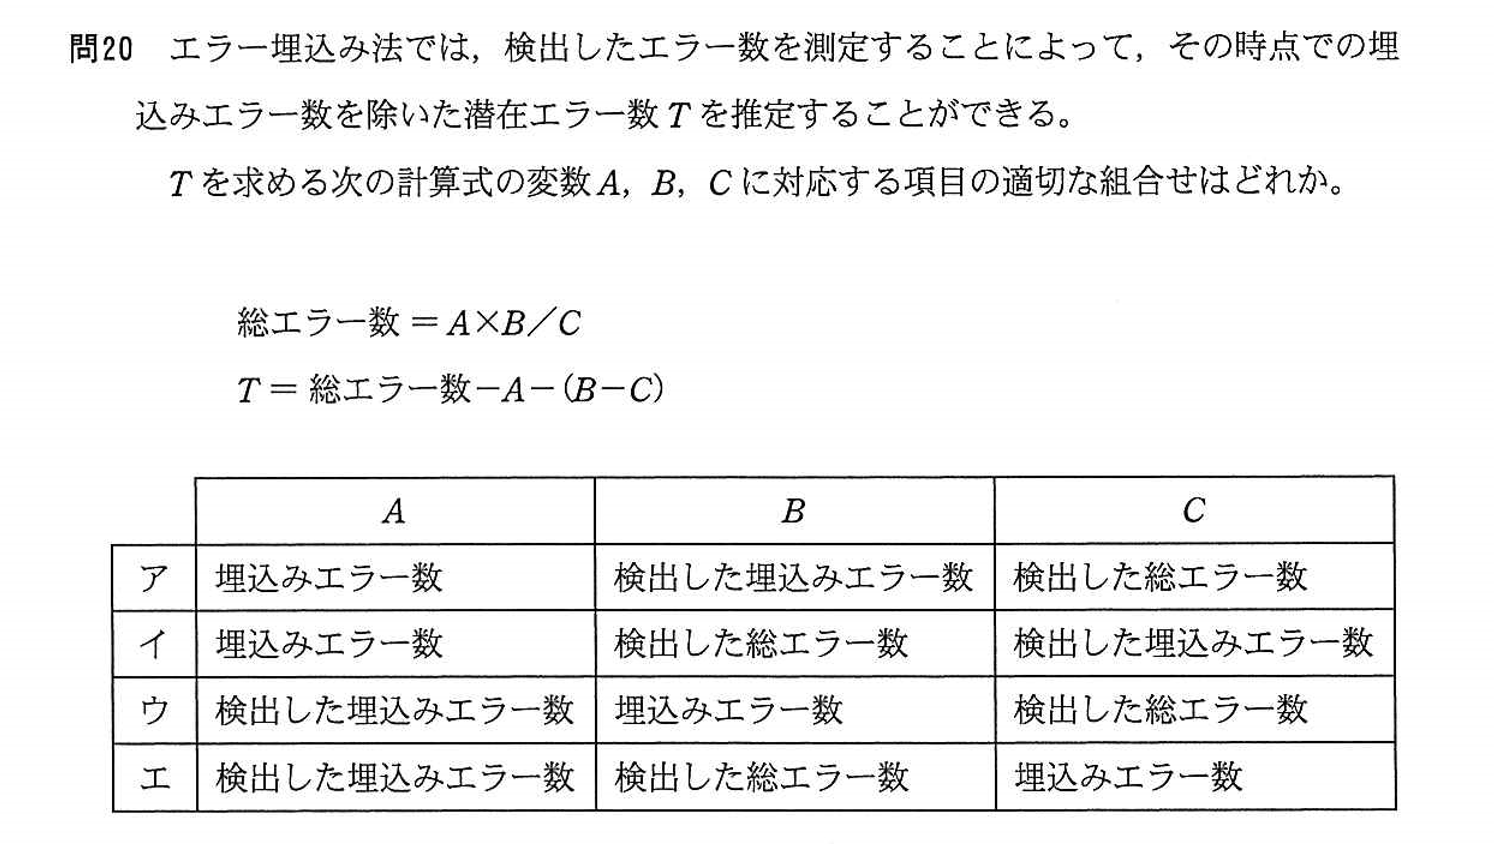 問20 エラー埋込み法では，検出したエラー数を測定することによって，その時点での埋
込みエラー数を除いた潜在エラー数 T を推定することができる。
T を求める次の計算式の変数A，B，C に対応する項目の適切な組合せはどれか。
総エラー数 ＝ A×B／C
T ＝ 総エラー数－A－(B－C)
A B C
ア 埋込みエラー数 検出した埋込みエラー数 検出した総エラー数
イ 埋込みエラー数 検出した総エラー数 検出した埋込みエラー数
ウ 検出した埋込みエラー数 埋込みエラー数 検出した総エラー数
エ 検出した埋込みエラー数 検出した総エラー数 埋込みエラー数